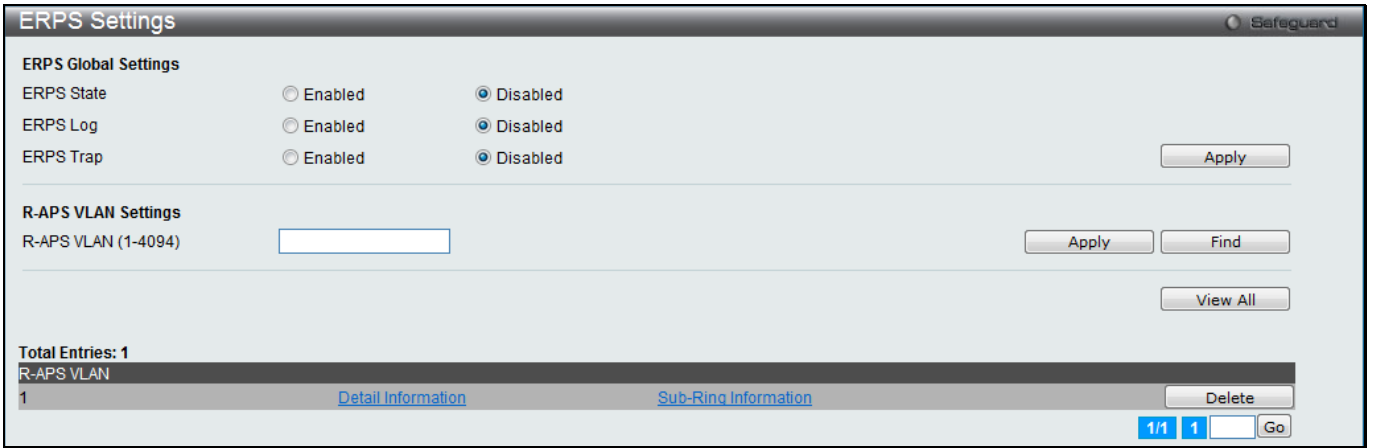 ERPS Settings Safeguard
ERPS Global Settings
ERPS State Enabled Disabled
ERPS Log Enabled Disabled
ERPS Trap Enabled Disabled Apply
R-APS VLAN Settings
R-APS VLAN (1-4094) Apply Find
View All
Total Entries: 1
R-APS VLAN
1 Detail Information Sub-Ring Information Delete
1/1 1 Go